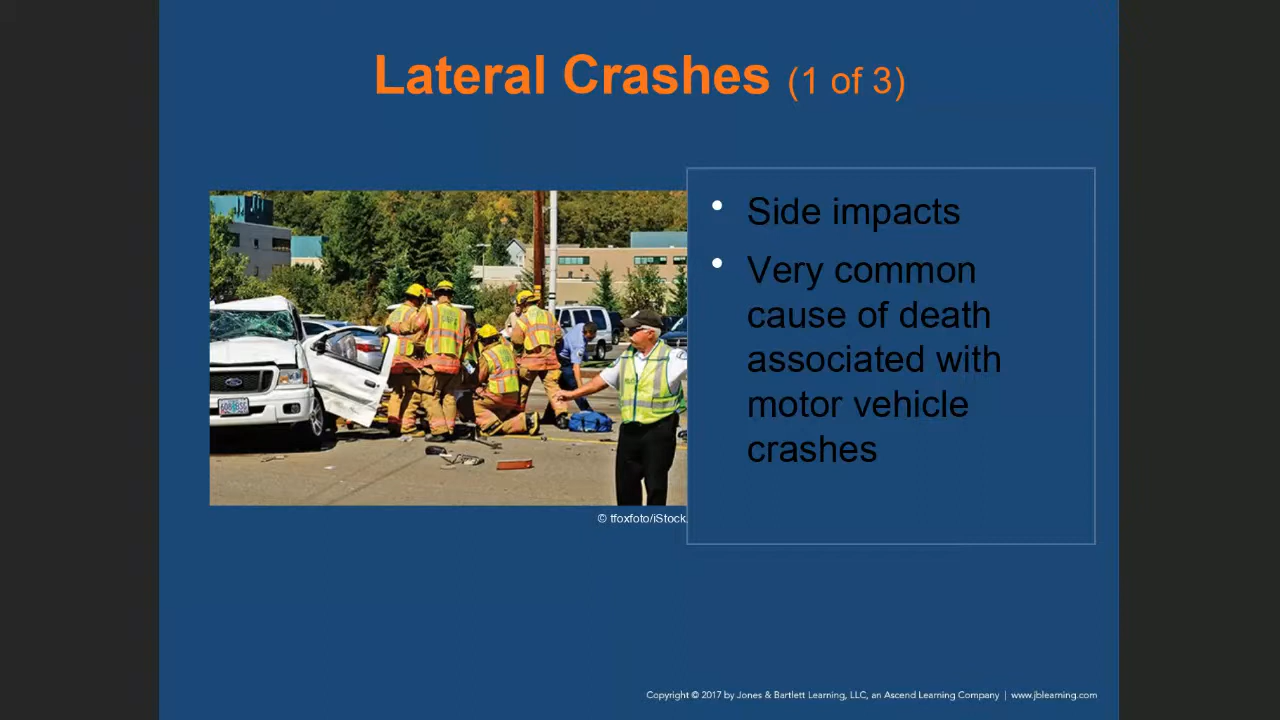 Lateral Crashes (1 of 3)
• Side impacts
• Very common
cause of death
associated with
motor vehicle
crashes
© tfoxfoto/iStock.
Copyright © 2017 by Jones & Bartlett Learning, LLC, an Ascend Learning Company | www.jblearning.com